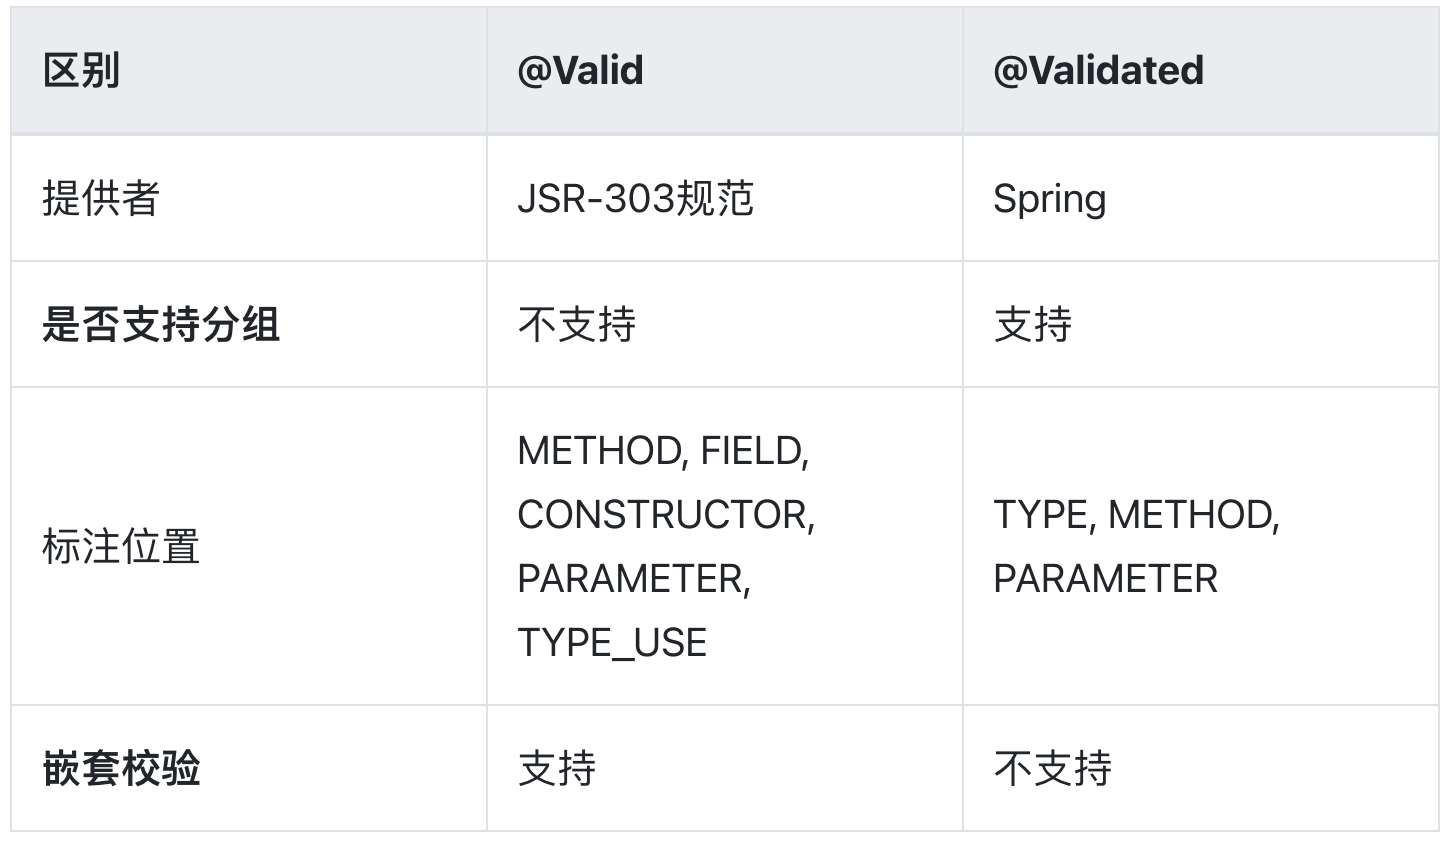 区别 @Valid @Validated
提供者 JSR-303规范 Spring
是否支持分组 不支持 支持
标注位置
METHOD, FIELD,
CONSTRUCTOR,
PARAMETER,
TYPE_USE
TYPE, METHOD,
PARAMETER
嵌套校验 支持 不支持